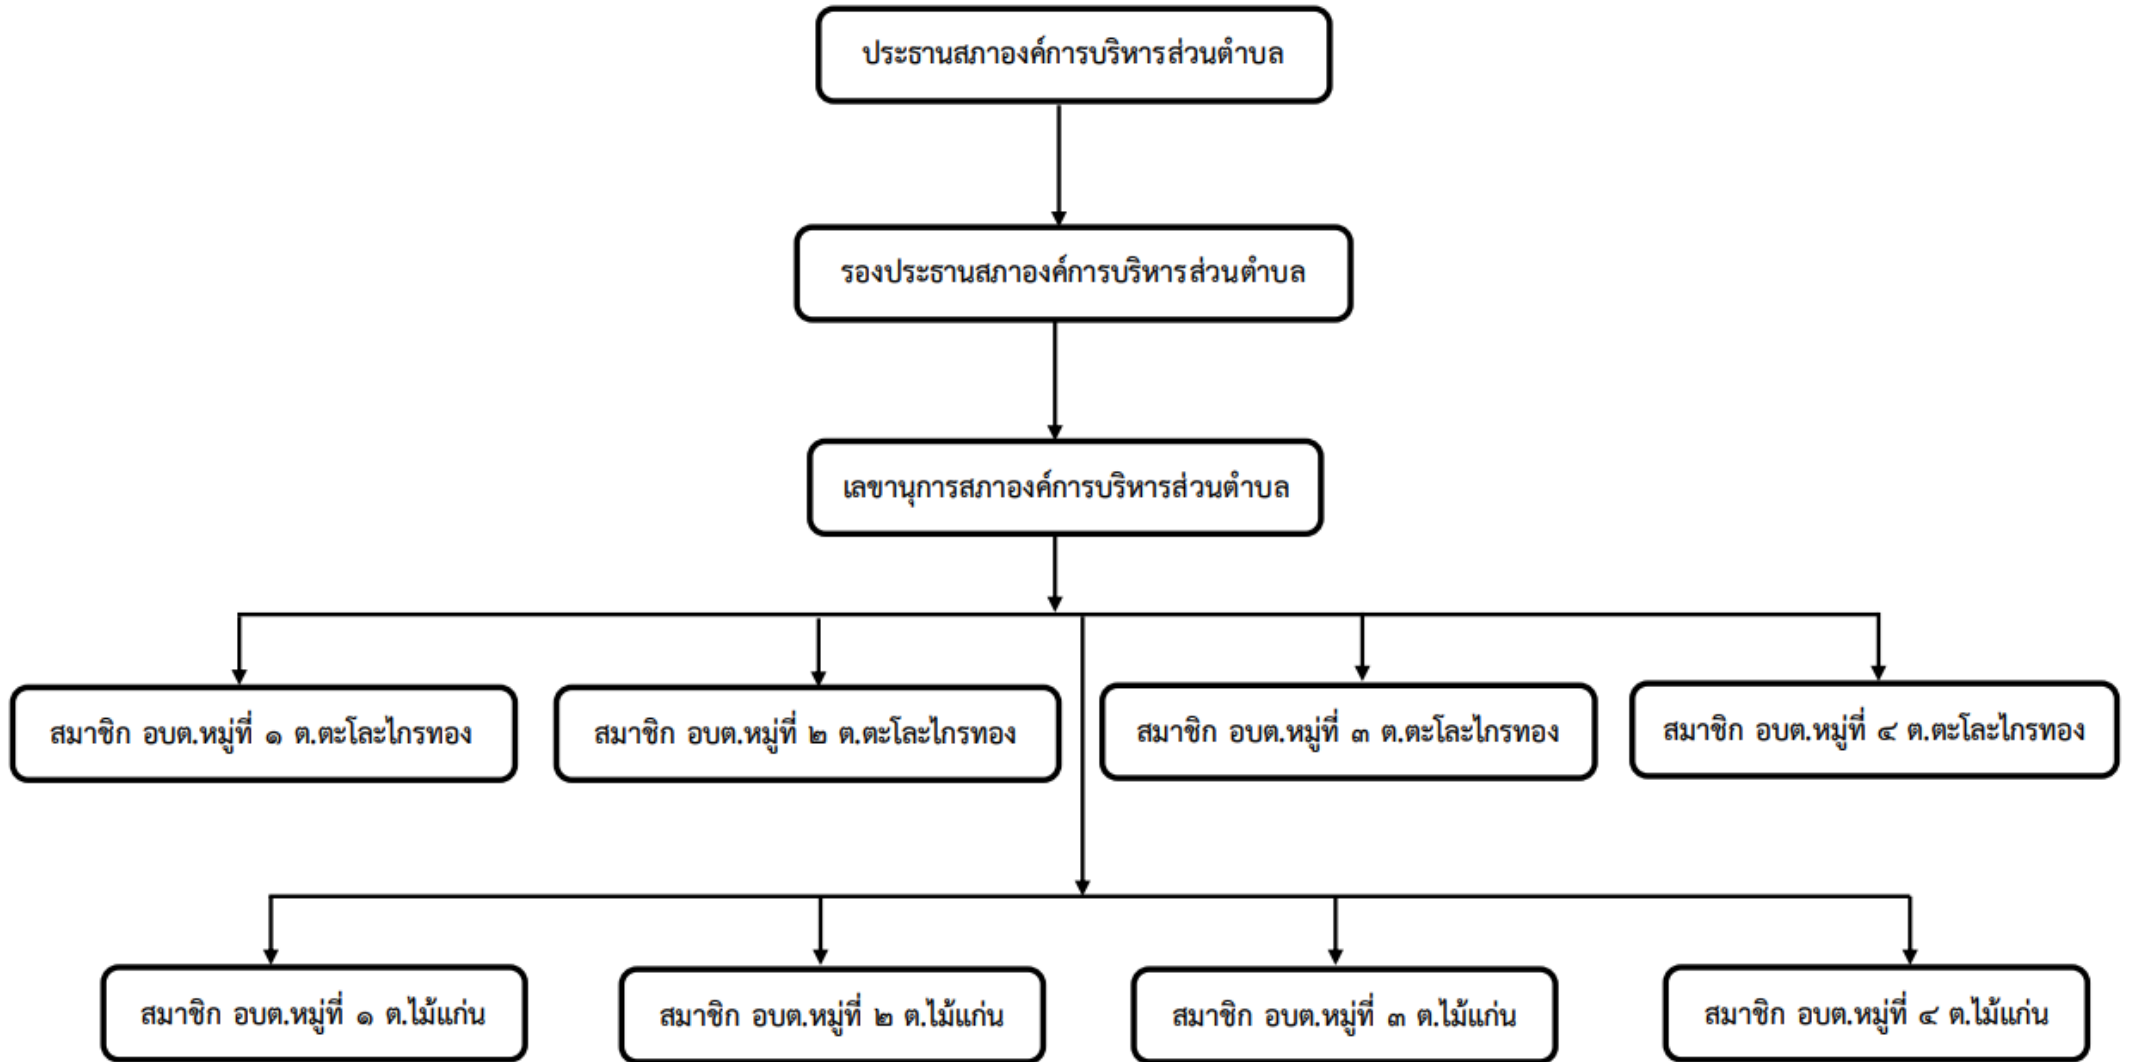 ประธานสภาองค์การบริหารส่วนตำบล
รองประธานสภาองค์การบริหารส่วนตำบล
เลขานุการสภาองค์การบริหารส่วนตำบล
สมาชิก อบต.หมู่ที่ ๑ ต.ตะโละไกรทอง
สมาชิก อบต.หมู่ที่ ๒ ต.ตะโละไกรทอง
สมาชิก อบต.หมู่ที่ ๓ ต.ตะโละไกรทอง
สมาชิก อบต.หมู่ที่ ๔ ต.ตะโละไกรทอง
สมาชิก อบต.หมู่ที่ ๑ ต.ไม้แก่น
สมาชิก อบต.หมู่ที่ ๒ ต.ไม้แก่น
สมาชิก อบต.หมู่ที่ ๓ ต.ไม้แก่น
สมาชิก อบต.หมู่ที่ ๔ ต.ไม้แก่น